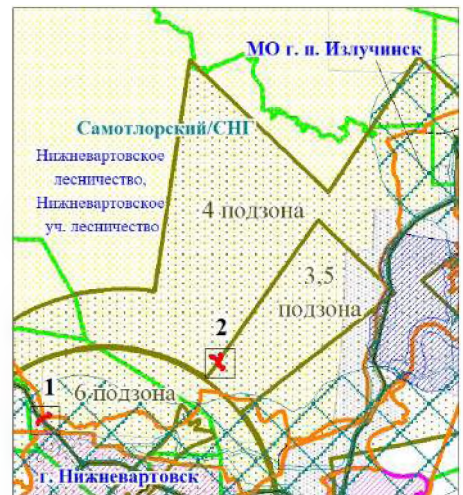 МО г. п. Излучинск
Самотлорский/СНГ
Нижневартовское
лесничество,
Нижневартовское
уч. лесничество
4 подзона
3,5
подзона
2
6 подзона
1
г. Нижневартовск